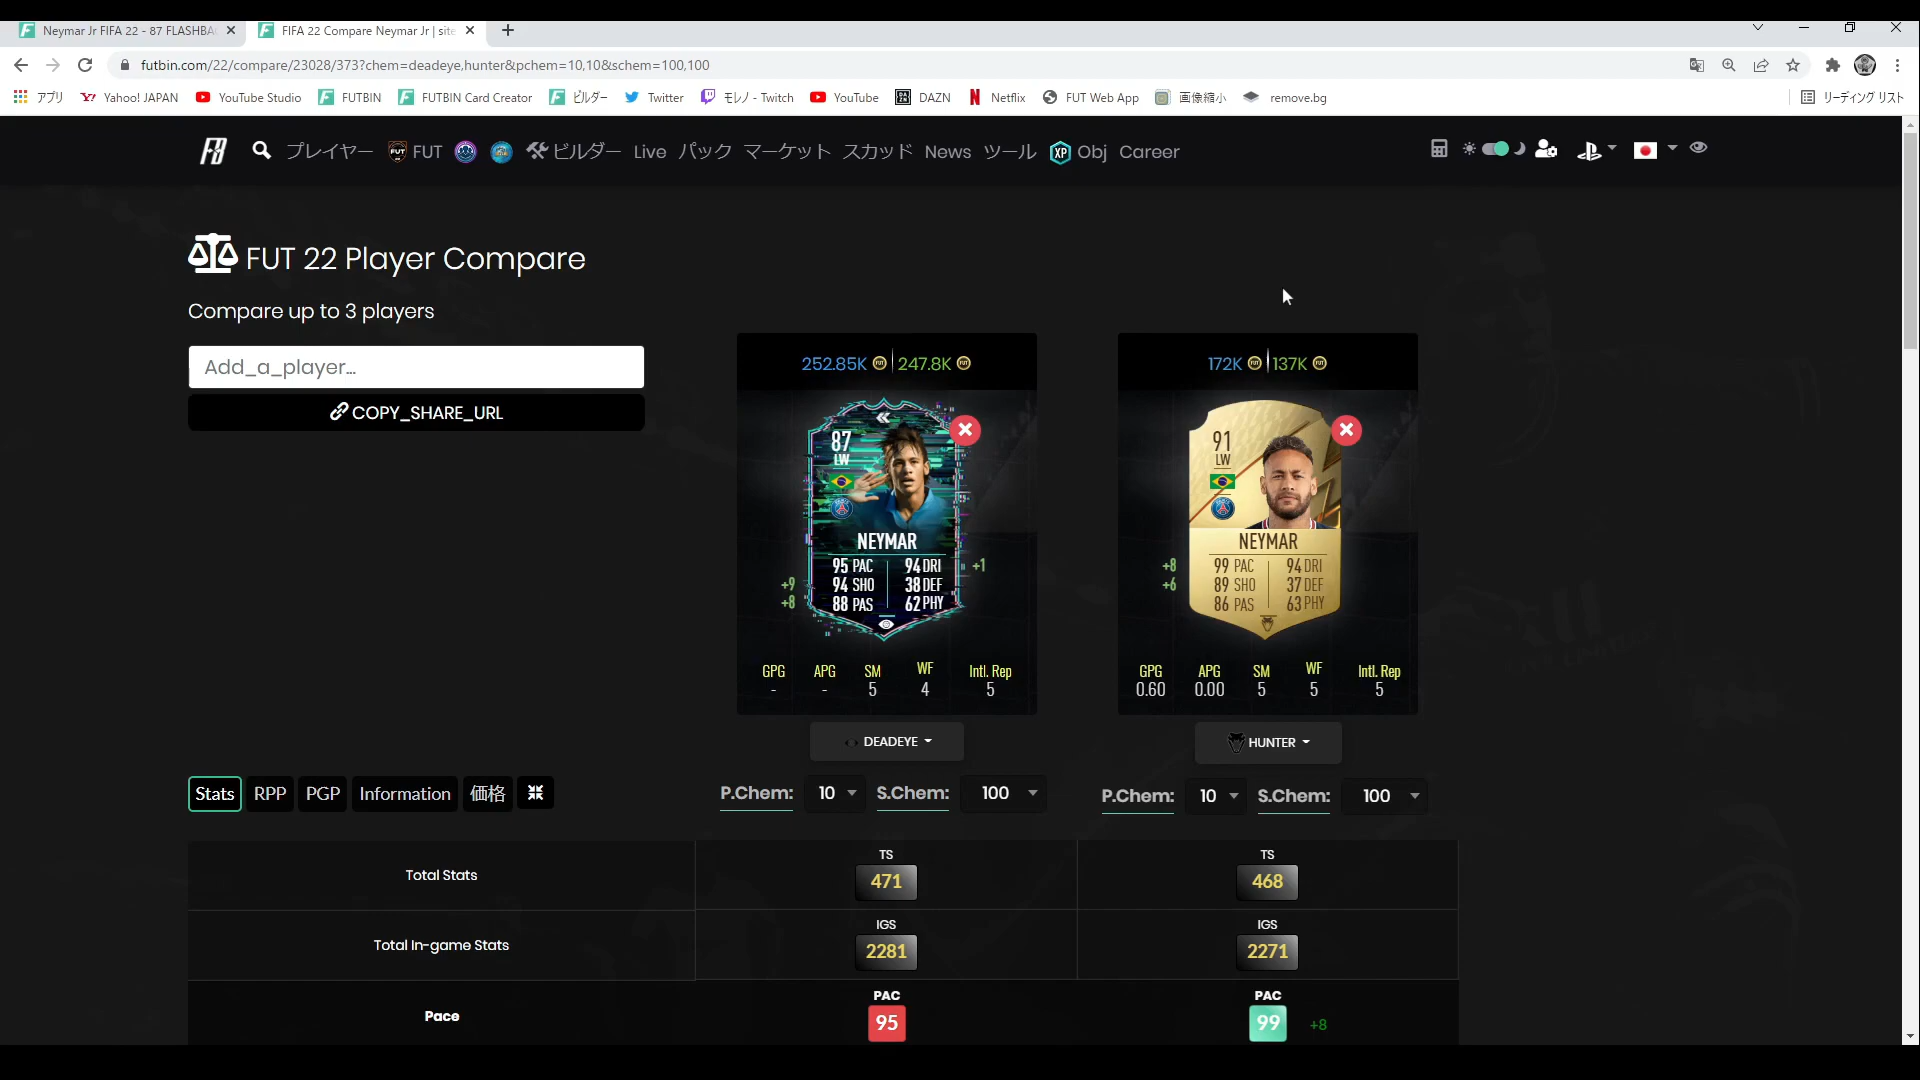 Neymar Jr FIFA 22 - 87 FLASHBA
FIFA 22 Compare Neymar Jr | site
futbin.com/22/compare/23028/373?chem=deadeye,hunter&pchem=10,10&schem=100,100
アプリ Yahoo! JAPAN YouTube Studio FUTBIN FUTBIN Card Creator ビルダー Twitter モレノ - Twitch YouTube DAZN Netflix FUT Web App 画像縮小 remove.bg リーディング リスト
プレイヤー FUT ビルダー Live パック マーケット スカッド News ツール XP Obj Career
FUT 22 Player Compare
Compare up to 3 players
Add_a_player...
COPY_SHARE_URL
252.85K 247.8K
87
LW
NEYMAR
95 PAC 94 DRI +1
+9 94 SHO 38 DEF
+8 88 PAS 62 PHY
GPG APG SM WF Intl. Rep
- - 5 4 5
DEADEYE
P.Chem: 10 S.Chem: 100
172K 137K
91
LW
NEYMAR
+8 99 PAC 94 DRI
+6 89 SHO 37 DEF
86 PAS 63 PHY
GPG APG SM WF Intl. Rep
0.60 0.00 5 5 5
HUNTER
P.Chem: 10 S.Chem: 100
Stats RPP PGP Information 価格
TS TS
Total Stats 471 468
IGS IGS
Total In-game Stats 2281 2271
PAC PAC
Pace 95 99 +8